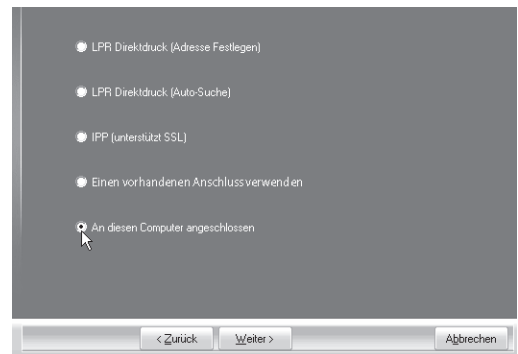 LPR Direktdruck (Adresse Festlegen)
LPR Direktdruck (Auto-Suche)
IPP (unterstützt SSL)
Einen vorhandenen Anschluss verwenden
An diesen Computer angeschlossen
< Zurück Weiter > Abbrechen